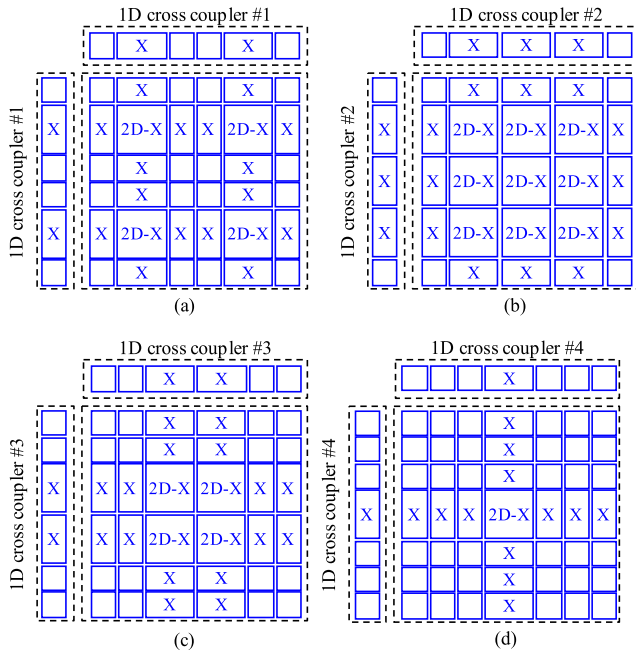 1D cross coupler #1
X X
1D cross coupler #1
X X
X 2D-X X X 2D-X X
X X
X X
X 2D-X X X 2D-X X
X X
X
X
(a)
1D cross coupler #2
X X X
1D cross coupler #2
X X X
X X 2D-X 2D-X 2D-X X
X X 2D-X 2D-X 2D-X X
X X 2D-X 2D-X 2D-X X
X X X
(b)
1D cross coupler #3
X X
1D cross coupler #3
X X
X X
X X X 2D-X 2D-X X X
X X X 2D-X 2D-X X X
X X
X X
(c)
1D cross coupler #4
X
1D cross coupler #4
X
X
X
X X X X 2D-X X X X
X
X
X
(d)